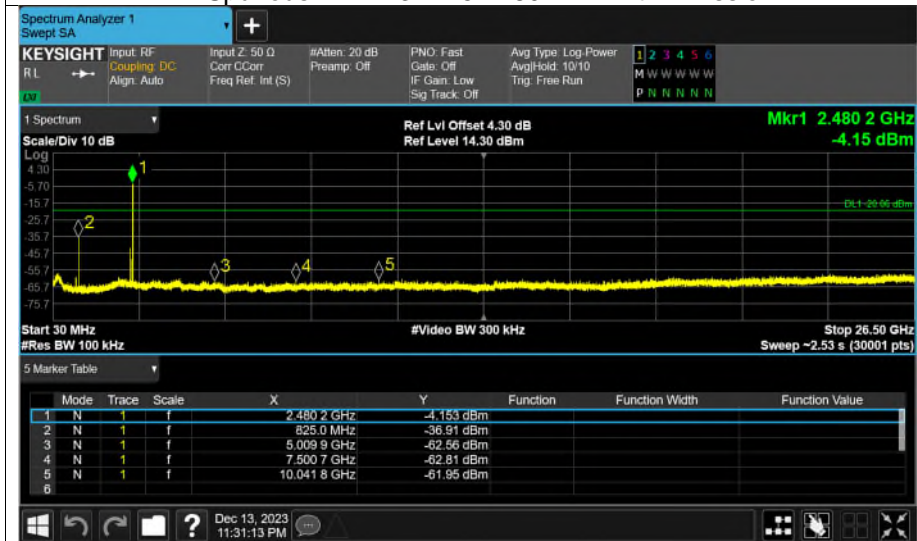 Spectrum Analyzer 1
Swept SA
+
KEYSIGHT Input: RF Input Z: 50 Ω #Atten: 20 dB PNO: Fast Avg Type: Log-Power 1 2 3 4 5 6
RL Coupling: DC Corr CCorr Preamp: Off Gate: Off Avg|Hold: 10/10 M W W W W W
Align: Auto Freq Ref: Int (S) IF Gain: Low Trig: Free Run
Sig Track: Off P N N N N N
LXI
1 Spectrum Ref Lvl Offset 4.30 dB Mkr1 2.480 2 GHz
Scale/Div 10 dB Ref Level 14.30 dBm -4.15 dBm
Log
4.30
-5.70
-15.7
-25.7
-35.7
-45.7
-55.7
-65.7
-75.7
1
DL1 -20.06 dBm
2
3 4 5
Start 30 MHz #Video BW 300 kHz Stop 26.50 GHz
#Res BW 100 kHz Sweep ~2.53 s (30001 pts)
5 Marker Table
Mode Trace Scale X Y Function Function Width Function Value
1 N 1 f 2.480 2 GHz -4.153 dBm
2 N 1 f 825.0 MHz -36.91 dBm
3 N 1 f 5.009 9 GHz -62.56 dBm
4 N 1 f 7.500 7 GHz -62.81 dBm
5 N 1 f 10.041 8 GHz -61.95 dBm
6
? Dec 13, 2023
11:31:13 PM